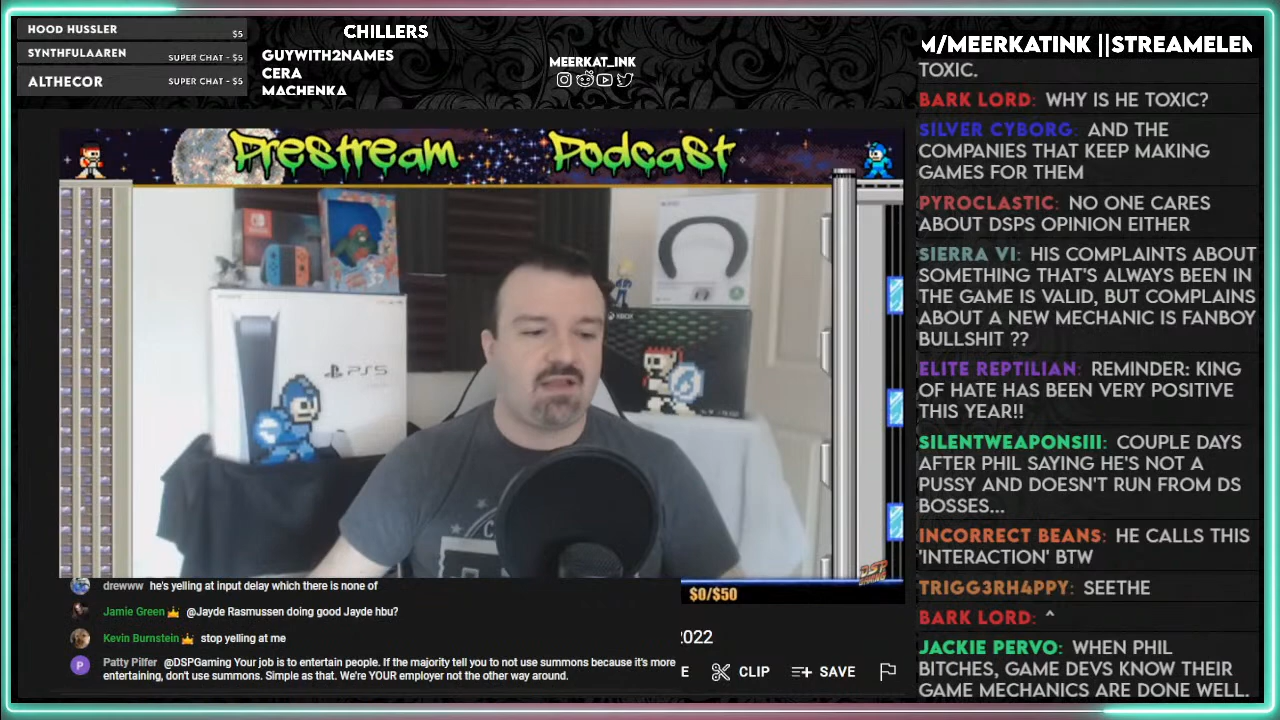 HOOD HUSSLER
$5
SYNTHFULAAREN
SUPER CHAT - $5
ALTHECOR
SUPER CHAT - $5
CHILLERS
GUYWITH2NAMES
CERA
MACHENKA
MEERKAT_INK
M/MEERKATINK ||STREAMELEM
Prestream Podcast
PS5
XBOX
DSP GAMING
$0/$50
drewww he's yelling at input delay which there is none of
Jamie Green @Jayde Rasmussen doing good Jayde hbu?
Kevin Burnstein stop yelling at me
P
Patty Pilfer @DSPGaming Your job is to entertain people. If the majority tell you to not use summons because it's more
entertaining, don't use summons. Simple as that. We're YOUR employer not the other way around.
2022
E
CLIP
SAVE
TOXIC.
BARK LORD: WHY IS HE TOXIC?
SILVER CYBORG: AND THE
COMPANIES THAT KEEP MAKING
GAMES FOR THEM
PYROCLASTIC: NO ONE CARES
ABOUT DSPS OPINION EITHER
SIERRA VI: HIS COMPLAINTS ABOUT
SOMETHING THAT'S ALWAYS BEEN IN
THE GAME IS VALID, BUT COMPLAINS
ABOUT A NEW MECHANIC IS FANBOY
BULLSHIT ??
ELITE REPTILIAN: REMINDER: KING
OF HATE HAS BEEN VERY POSITIVE
THIS YEAR!!
SILENTWEAPONSIII: COUPLE DAYS
AFTER PHIL SAYING HE'S NOT A
PUSSY AND DOESN'T RUN FROM DS
BOSSES...
INCORRECT BEANS: HE CALLS THIS
'INTERACTION' BTW
TRIGG3RH4PPY: SEETHE
BARK LORD: ^
JACKIE PERVO: WHEN PHIL
BITCHES, GAME DEVS KNOW THEIR
GAME MECHANICS ARE DONE WELL.